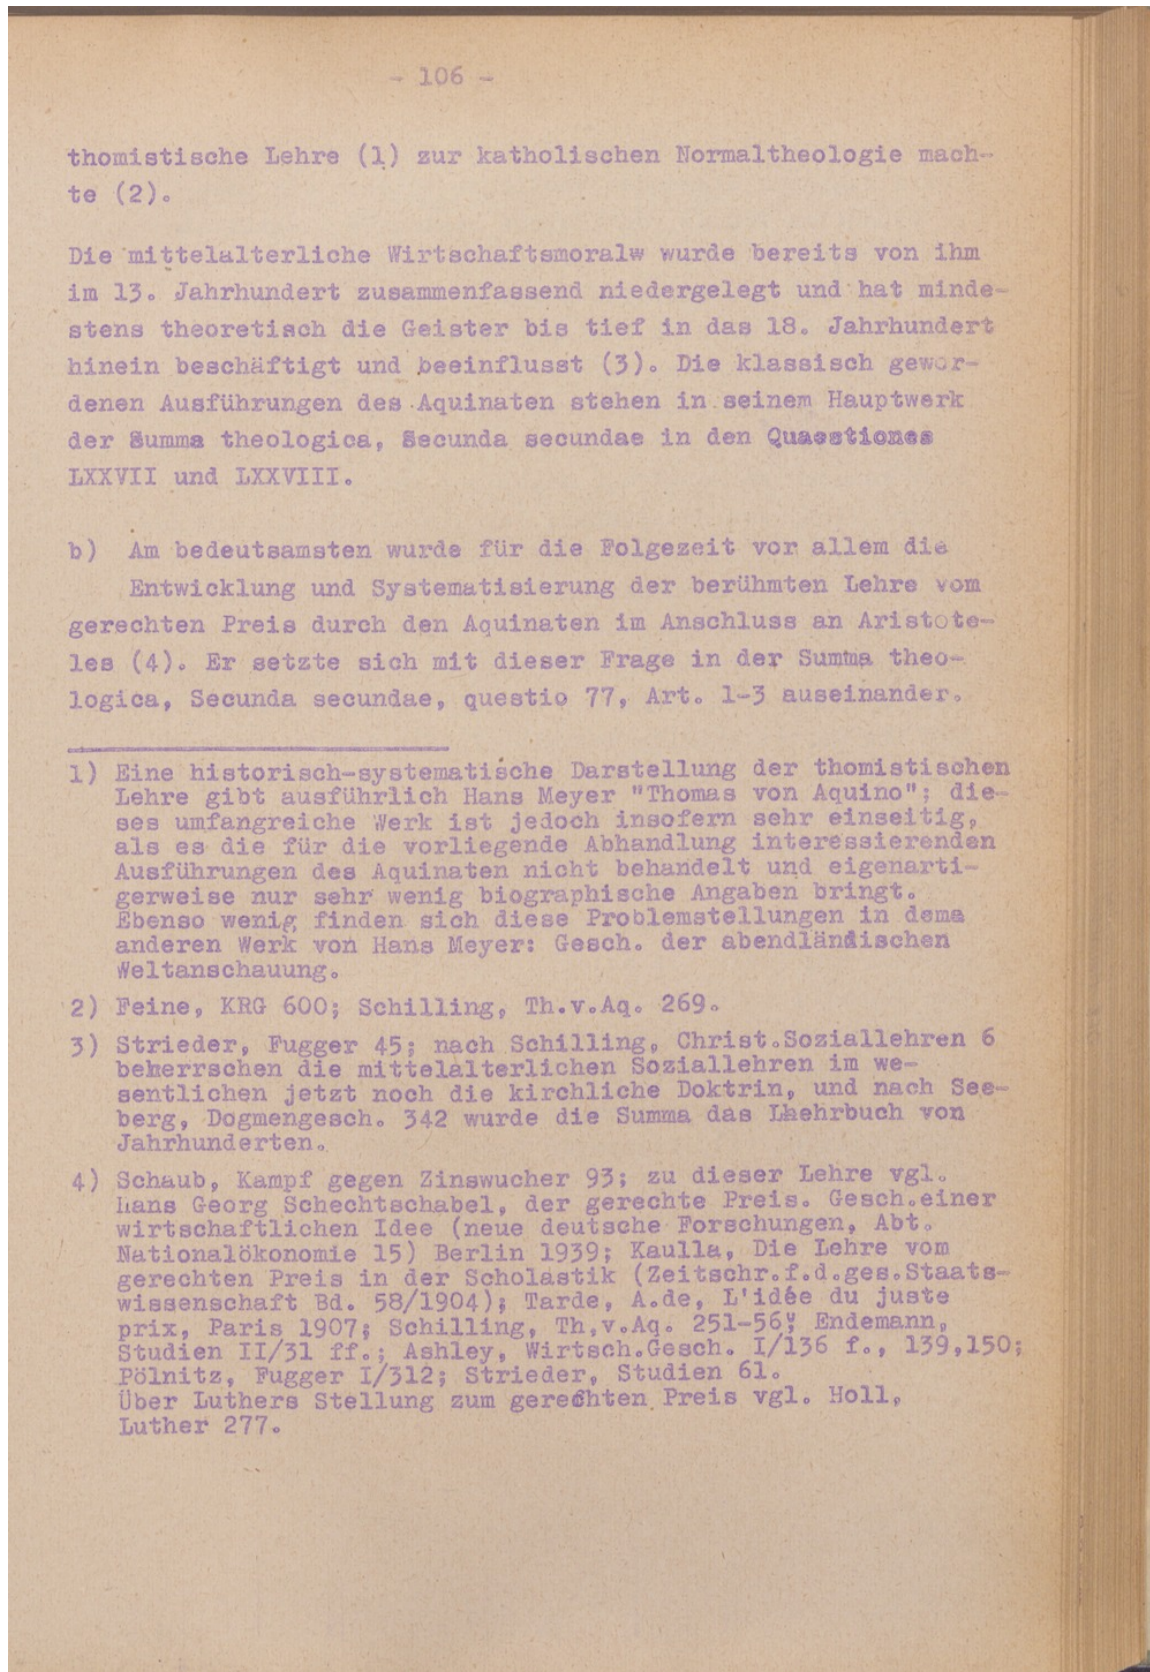 - 106 -
thomistische Lehre (1) zur katholischen Normaltheologie mach-
te (2).
Die mittelalterliche Wirtschaftsmoralw wurde bereits von ihm
im 13. Jahrhundert zusammenfassend niedergelegt und hat minde-
stens theoretisch die Geister bis tief in das 18. Jahrhundert
hinein beschäftigt und beeinflusst (3). Die klassisch gewor-
denen Ausführungen des Aquinaten stehen in seinem Hauptwerk
der Summa theologica, Secunda secundae in den Quaestiones
LXXVII und LXXVIII.
b) Am bedeutsamsten wurde für die Folgezeit vor allem die
Entwicklung und Systematisierung der berühmten Lehre vom
gerechten Preis durch den Aquinaten im Anschluss an Aristote-
les (4). Er setzte sich mit dieser Frage in der Summa theo-
logica, Secunda secundae, questio 77, Art. 1-3 auseinander.
1) Eine historisch-systematische Darstellung der thomistischen
Lehre gibt ausführlich Hans Meyer "Thomas von Aquino"; die-
ses umfangreiche Werk ist jedoch insofern sehr einseitig,
als es die für die vorliegende Abhandlung interessierenden
Ausführungen des Aquinaten nicht behandelt und eigenarti-
gerweise nur sehr wenig biographische Angaben bringt.
Ebenso wenig finden sich diese Problemstellungen in dema
anderen Werk von Hans Meyer: Gesch. der abendländischen
Weltanschauung.
2) Feine, KRG 600; Schilling, Th.v.Aq. 269.
3) Strieder, Fugger 45; nach Schilling, Christ.Soziallehren 6
beherrschen die mittelalterlichen Soziallehren im we-
sentlichen jetzt noch die kirchliche Doktrin, und nach See-
berg, Dogmengesch. 342 wurde die Summa das Lhehrbuch von
Jahrhunderten.
4) Schaub, Kampf gegen Zinswucher 93; zu dieser Lehre vgl.
Hans Georg Schechtschabel, der gerechte Preis. Gesch.einer
wirtschaftlichen Idee (neue deutsche Forschungen, Abt.
Nationalökonomie 15) Berlin 1939; Kaulla, Die Lehre vom
gerechten Preis in der Scholastik (Zeitschr.f.d.ges.Staats-
wissenschaft Bd. 58/1904); Tarde, A.de, L'idée du juste
prix, Paris 1907; Schilling, Th,v.Aq. 251-56; Endemann,
Studien II/31 ff.; Ashley, Wirtsch.Gesch. I/136 f., 139,150;
Pölnitz, Fugger I/312; Strieder, Studien 61.
Über Luthers Stellung zum gerechten Preis vgl. Holl,
Luther 277.